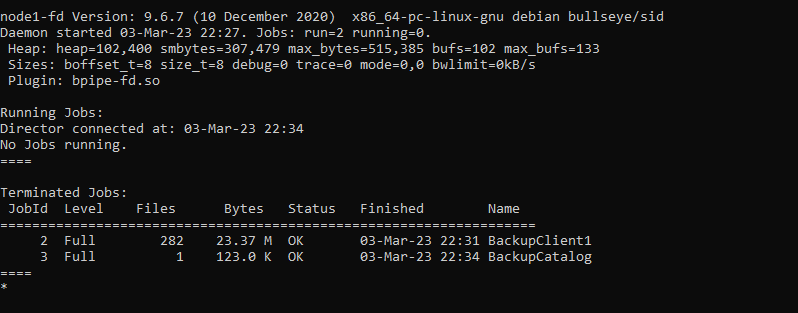 node1-fd Version: 9.6.7 (10 December 2020)  x86_64-pc-linux-gnu debian bullseye/sid
Daemon started 03-Mar-23 22:27. Jobs: run=2 running=0.
 Heap: heap=102,400 smbytes=307,479 max_bytes=515,385 bufs=102 max_bufs=133
 Sizes: boffset_t=8 size_t=8 debug=0 trace=0 mode=0,0 bwlimit=0kB/s
 Plugin: bpipe-fd.so
Running Jobs:
Director connected at: 03-Mar-23 22:34
No Jobs running.
====
Terminated Jobs:
 JobId  Level    Files      Bytes   Status   Finished        Name
===================================================================
     2  Full        282    23.37 M  OK       03-Mar-23 22:31 BackupClient1
     3  Full          1    123.0 K  OK       03-Mar-23 22:34 BackupCatalog
====
*